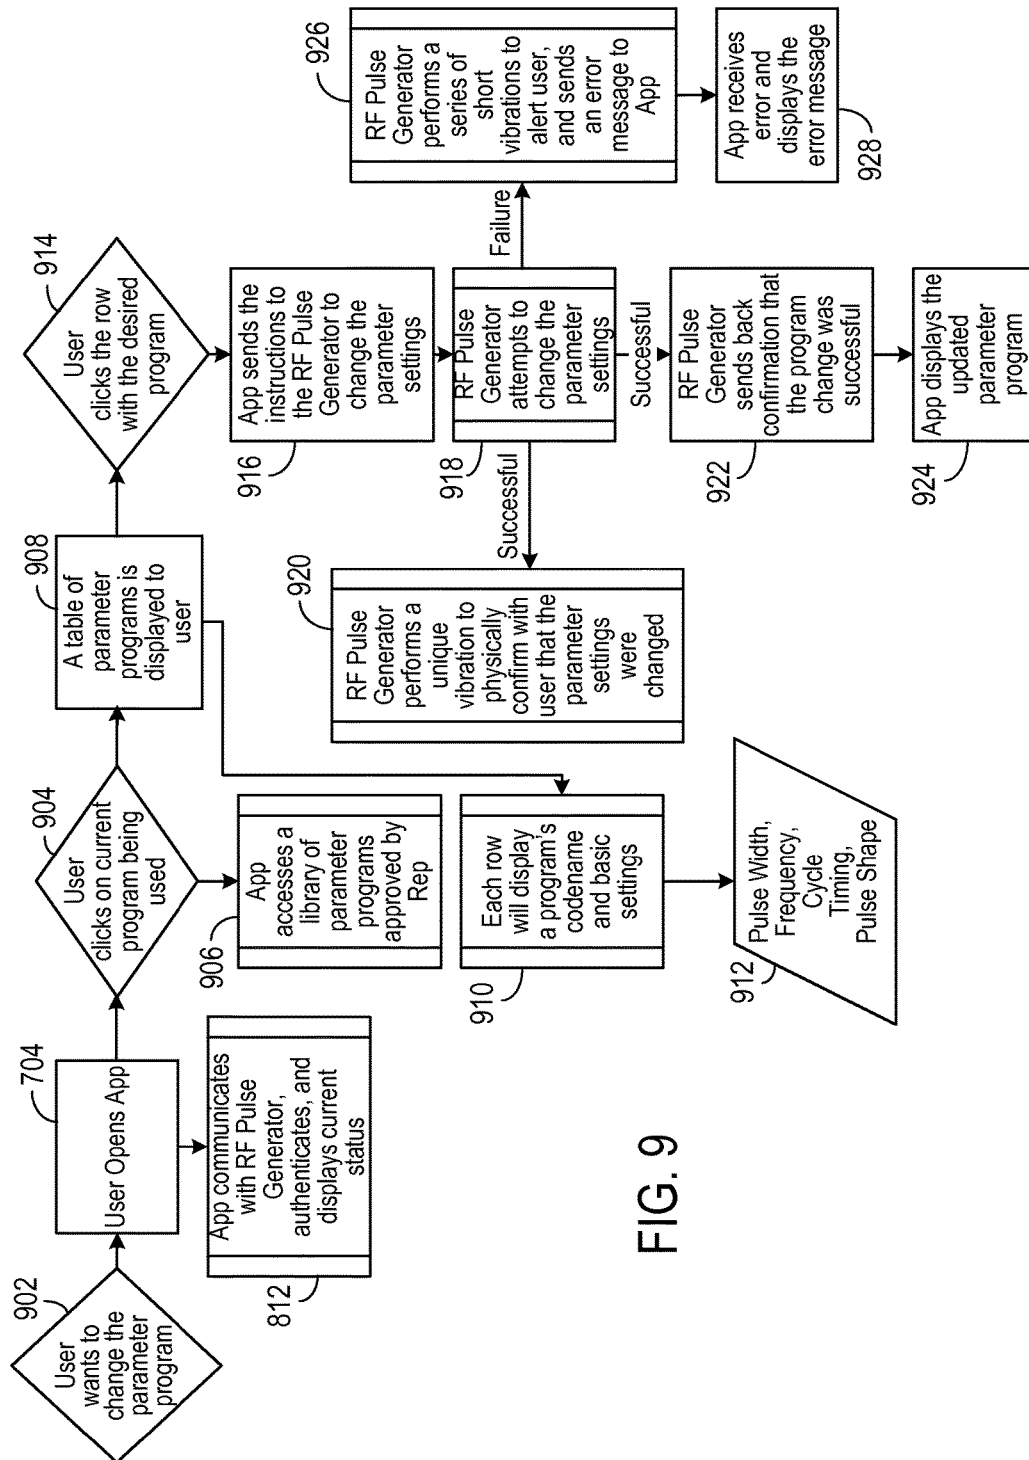 902
User
wants to
change the
parameter
program
704
User Opens App
812
App communicates
with RF Pulse
Generator,
authenticates, and
displays current
status
904
User
clicks on current
program being
used
906
App
accesses a
library of
parameter
programs
approved by
Rep
908
A table of
parameter
programs is
displayed to
user
910
Each row
will display
a program's
codename
and basic
settings
912
Pulse Width,
Frequency,
Cycle
Timing,
Pulse Shape
914
User
clicks the row
with the desired
program
916
App sends the
instructions to
the RF Pulse
Generator to
change the
parameter
settings
918
RF Pulse
Generator
attempts to
change the
parameter
settings
Successful
920
RF Pulse
Generator
performs a
unique
vibration to
physically
confirm with
user that the
parameter
settings
were
changed
Successful
922
RF Pulse
Generator
sends back
confirmation that
the program
change was
successful
924
App displays the
updated
parameter
program
Failure
926
RF Pulse
Generator
performs a
series of
short
vibrations to
alert user,
and sends
an error
message to
App
928
App receives
error and
displays the
error message
FIG. 9